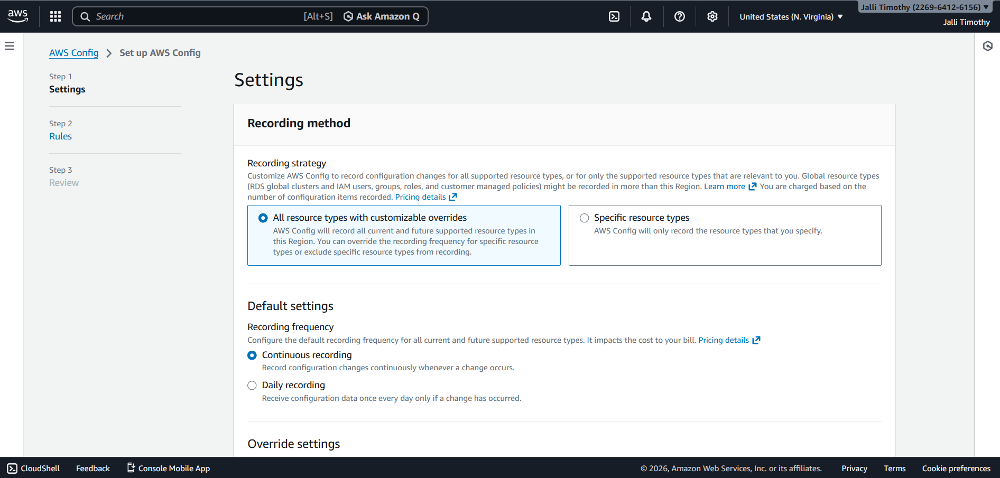 aws
Search [Alt+S] Ask Amazon Q
United States (N. Virginia)
Jalli Timothy (2269-6412-6156)
Jalli Timothy
AWS Config > Set up AWS Config
Step 1
Settings
Step 2
Rules
Step 3
Review
Settings
Recording method
Recording strategy
Customize AWS Config to record configuration changes for all supported resource types, or for only the supported resource types that are relevant to you. Global resource types
(RDS global clusters and IAM users, groups, roles, and customer managed policies) might be recorded in more than this Region. Learn more You are charged based on the
number of configuration items recorded. Pricing details
All resource types with customizable overrides
AWS Config will record all current and future supported resource types in
this Region. You can override the recording frequency for specific resource
types or exclude specific resource types from recording.
Specific resource types
AWS Config will only record the resource types that you specify.
Default settings
Recording frequency
Configure the default recording frequency for all current and future supported resource types. It impacts the cost to your bill. Pricing details
Continuous recording
Record configuration changes continuously whenever a change occurs.
Daily recording
Receive configuration data once every day only if a change has occurred.
Override settings
CloudShell Feedback Console Mobile App © 2026, Amazon Web Services, Inc. or its affiliates. Privacy Terms Cookie preferences